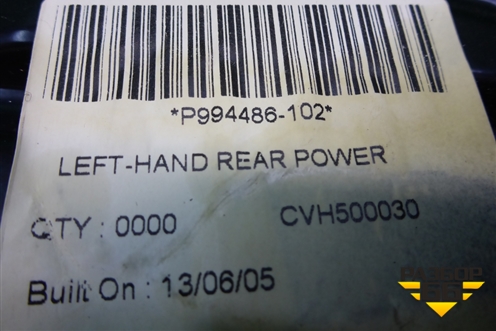 *P994486-102*
LEFT-HAND REAR POWER
QTY : 0000 CVH500030
Built On : 13/06/05